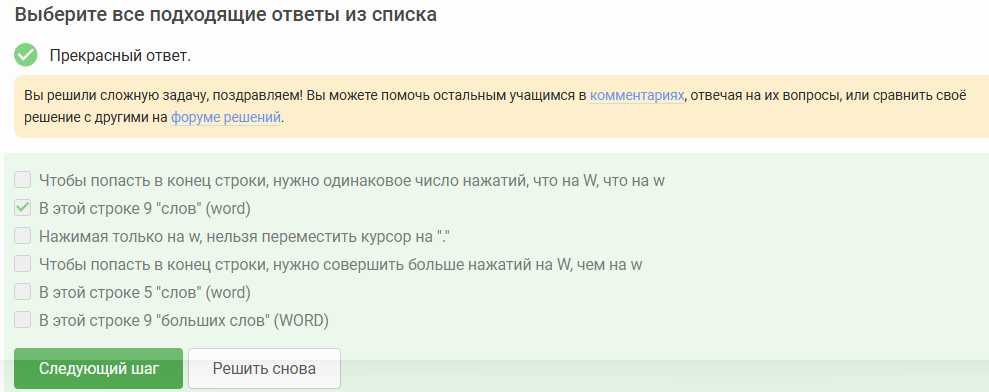 Выберите все подходящие ответы из списка
Прекрасный ответ.
Вы решили сложную задачу, поздравляем! Вы можете помочь остальным учащимся в комментариях, отвечая на их вопросы, или сравнить своё
решение с другими на форуме решений.
Чтобы попасть в конец строки, нужно одинаковое число нажатий, что на W, что на w
В этой строке 9 "слов" (word)
Нажимая только на w, нельзя переместить курсор на "."
Чтобы попасть в конец строки, нужно совершить больше нажатий на W, чем на w
В этой строке 5 "слов" (word)
В этой строке 9 "больших слов" (WORD)
Следующий шаг Решить снова